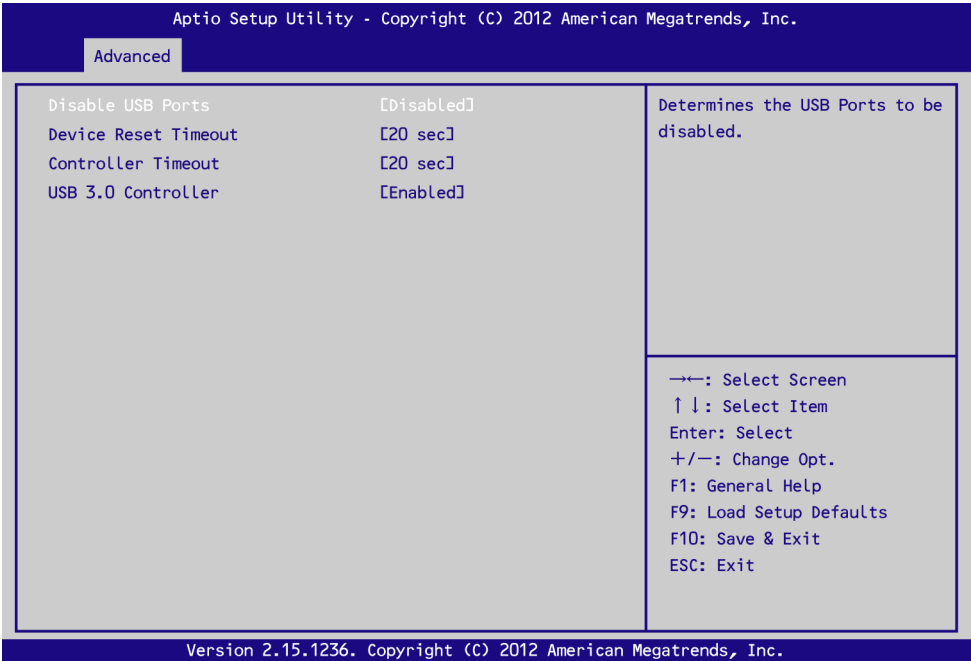 Aptio Setup Utility - Copyright (C) 2012 American Megatrends, Inc.
Advanced
Disable USB Ports [Disabled]
Device Reset Timeout [20 sec]
Controller Timeout [20 sec]
USB 3.0 Controller [Enabled]
Determines the USB Ports to be
disabled.
→←: Select Screen
↑↓: Select Item
Enter: Select
+/−: Change Opt.
F1: General Help
F9: Load Setup Defaults
F10: Save & Exit
ESC: Exit
Version 2.15.1236. Copyright (C) 2012 American Megatrends, Inc.